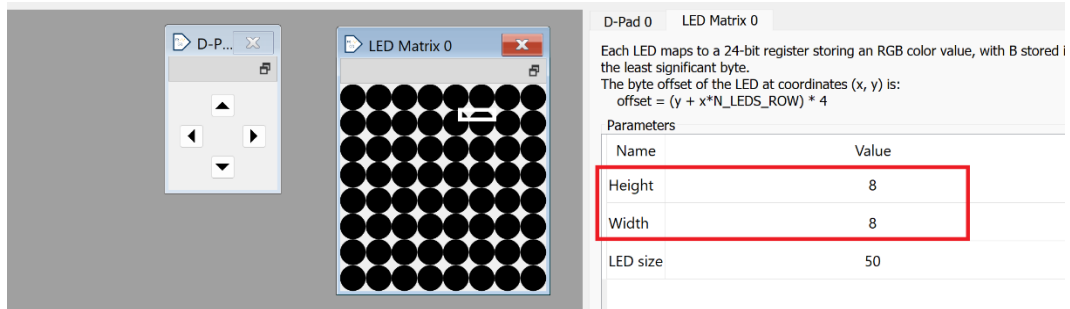 D-P...
LED Matrix 0
D-Pad 0
LED Matrix 0
Each LED maps to a 24-bit register storing an RGB color value, with B stored i
the least significant byte.
The byte offset of the LED at coordinates (x, y) is:
offset = (y + x*N_LEDS_ROW) * 4
Parameters
Name
Value
Height
8
Width
8
LED size
50